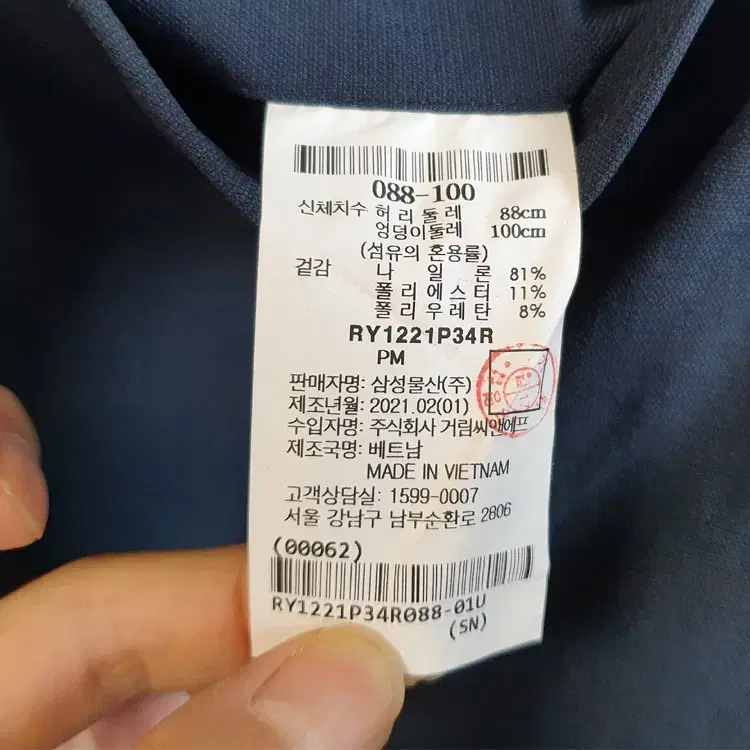 088-100
신체치수 허리둘레 88cm
엉덩이둘레 100cm
(섬유의 혼용률)
겉감 나일론 81%
폴리에스터 11%
폴리우레탄 8%
RY1221P34R
PM
판매자명: 삼성물산(주)
제조년월: 2021.02(01)
수입자명: 주식회사 거림씨앤에프
제조국명: 베트남
MADE IN VIETNAM
고객상담실: 1599-0007
서울 강남구 남부순환로 2806
(00062)
RY1221P34R088-01U
(SN)